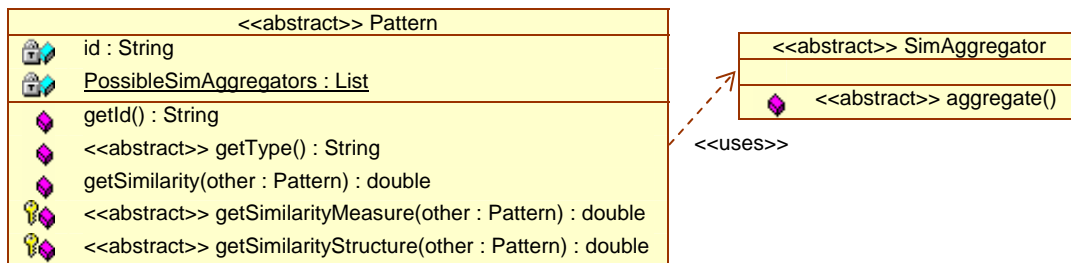 <<abstract>> Pattern
id : String
PossibleSimAggregators : List
getId() : String
<<abstract>> getType() : String
getSimilarity(other : Pattern) : double
<<abstract>> getSimilarityMeasure(other : Pattern) : double
<<abstract>> getSimilarityStructure(other : Pattern) : double
<<uses>>
<<abstract>> SimAggregator
<<abstract>> aggregate()